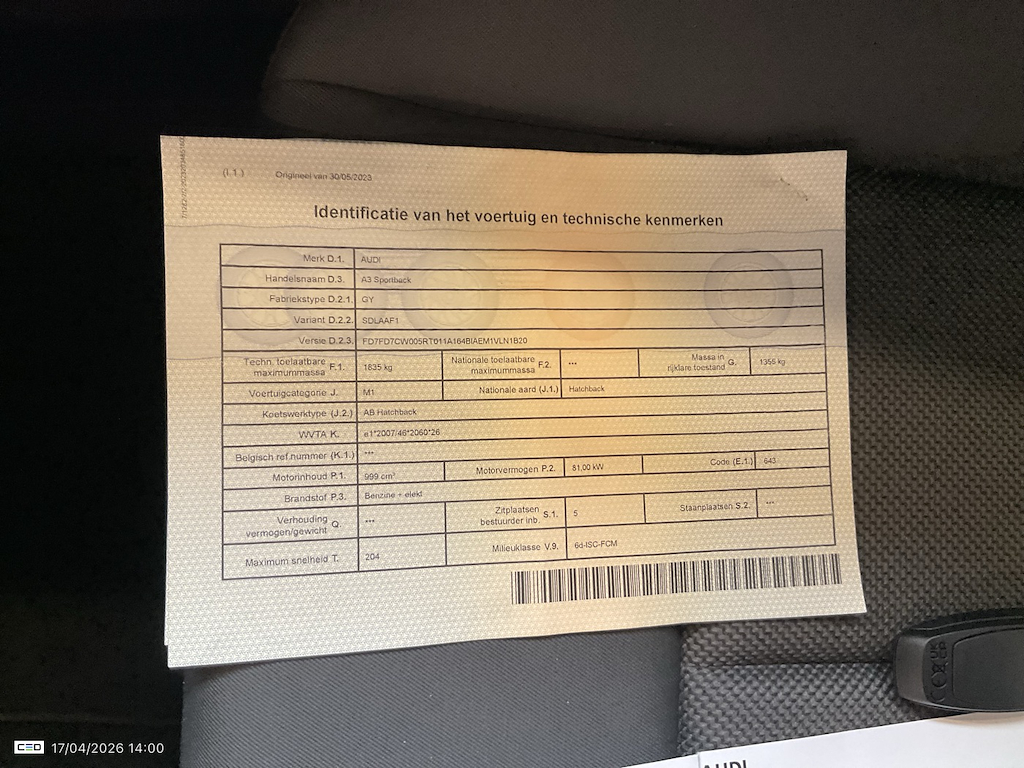 (I.1.) Origineel van 30/05/2023
Identificatie van het voertuig en technische kenmerken
Merk D.1. AUDI
Handelsnaam D.3. A3 Sportback
Fabriekstype D.2.1. GY
Variant D.2.2. SDLAAF1
Versie D.2.3. FD7FD7CW005RT011A164BIAEM1VLN1B20
Techn. toelaatbare maximummassa F.1. 1835 kg Nationale toelaatbare maximummassa F.2. *** Massa in rijklare toestand G. 1355 kg
Voertuigcategorie J. M1 Nationale aard (J.1.) Hatchback
Koetswerktype (J.2.) AB Hatchback
WVTA K. e1*2007/46*2060*26
Belgisch ref.nummer (K.1.) ***
Motorinhoud P.1. 999 cm³ Motorvermogen P.2. 81,00 kW Code (E.1.) 643
Brandstof P.3. Benzine + elekt
Verhouding vermogen/gewicht Q. *** Zitplaatsen bestuurder inb. S.1. 5 Staanplaatsen S.2. ***
Maximum snelheid T. 204 Milieuklasse V.9. 6d-ISC-FCM
AUDI
CED 17/04/2026 14:00